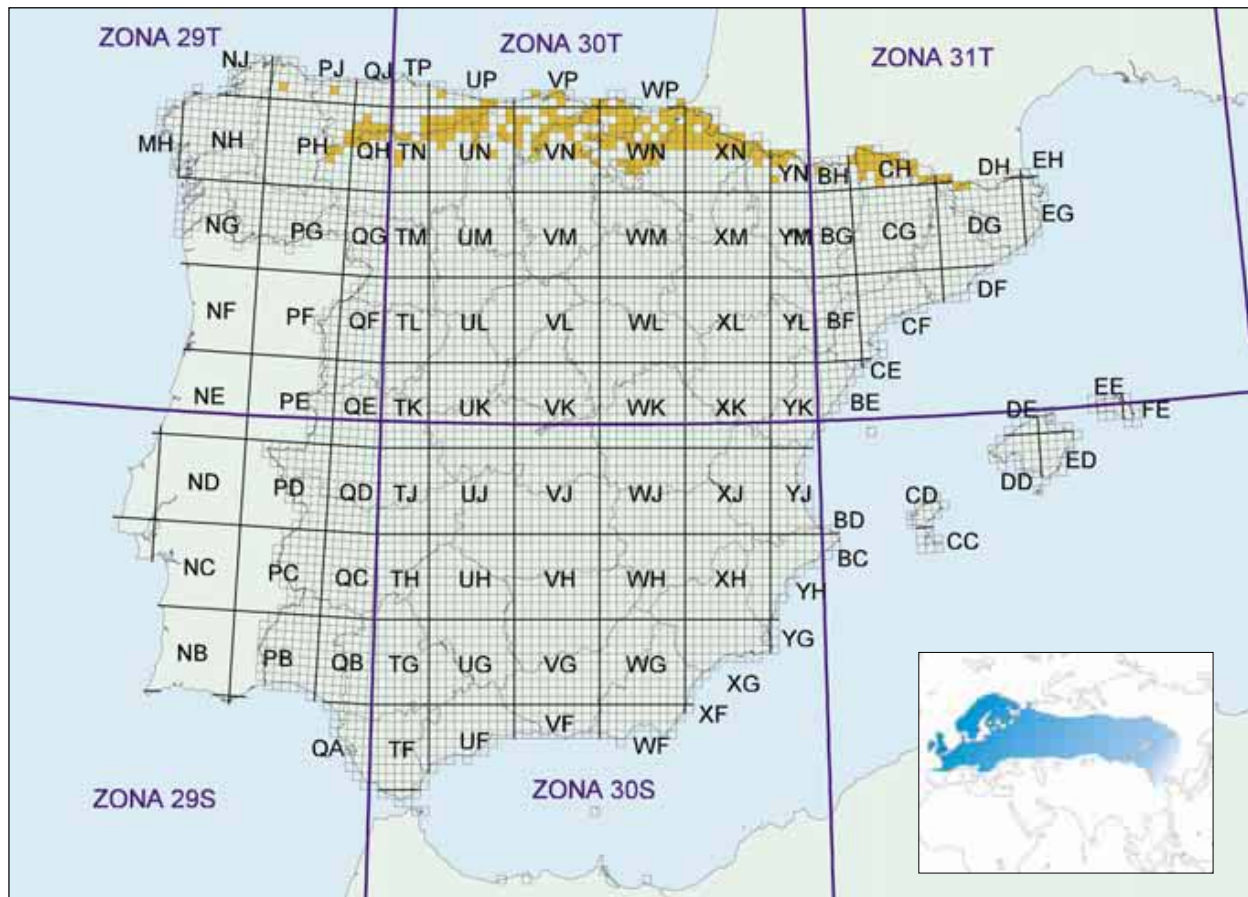 ZONA 29T
ZONA 30T
ZONA 31T
NJ
PJ
QJ
TP
UP
VP
WP
MH
NH
PH
QH
TN
UN
VN
WN
XN
YN
BH
CH
DH
EH
NG
PG
QG
TM
UM
VM
WM
XM
YM
BG
CG
DG
EG
NF
PF
QF
TL
UL
VL
WL
XL
YL
BF
CF
DF
NE
PE
QE
TK
UK
VK
WK
XK
YK
BE
CE
DE
EE
FE
ND
PD
QD
TJ
UJ
VJ
WJ
XJ
YJ
BD
CD
DD
ED
NC
PC
QC
TH
UH
VH
WH
XH
YH
BC
CC
NB
PB
QB
TG
UG
VG
WG
XG
YG
QA
TF
UF
VF
WF
XF
ZONA 29S
ZONA 30S